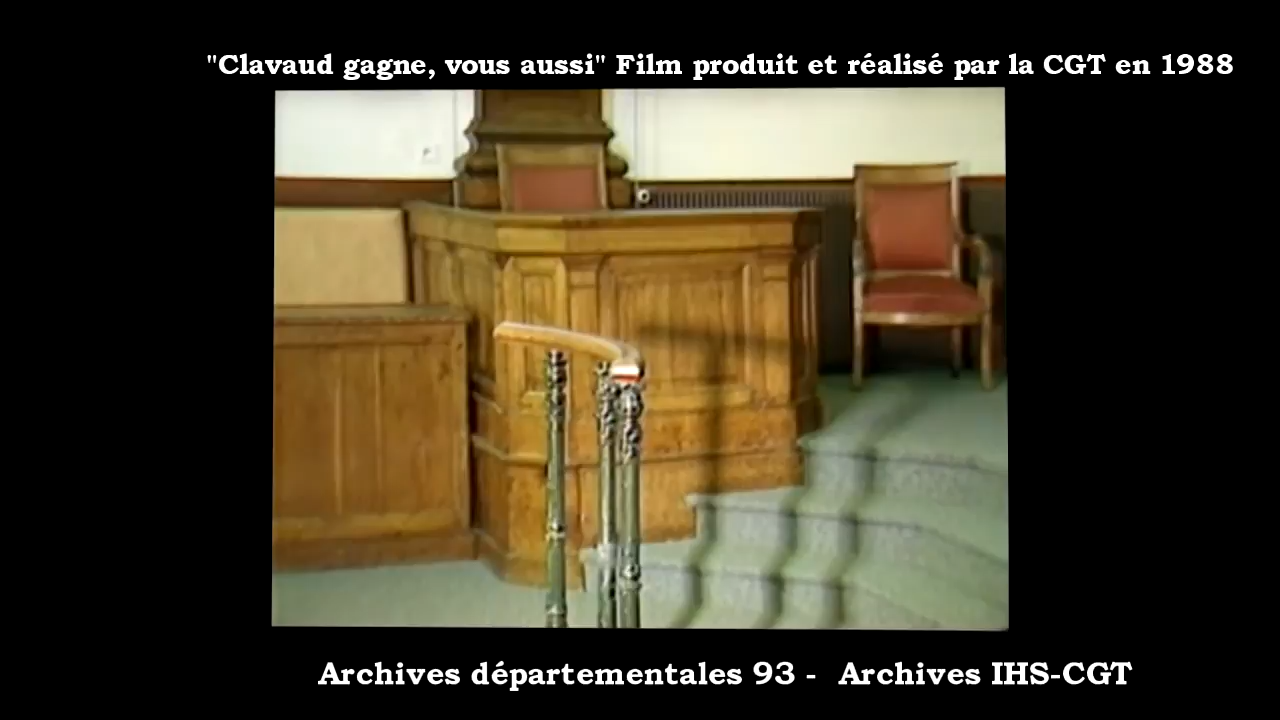 "Clavaud gagne, vous aussi" Film produit et réalisé par la CGT en 1988
Archives départementales 93 - Archives IHS-CGT